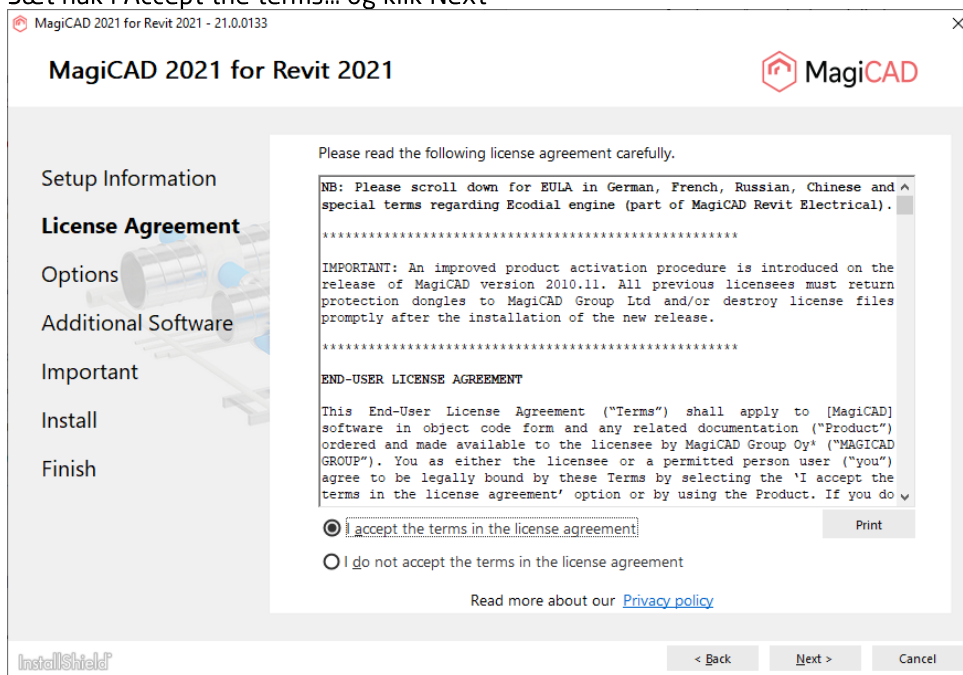 Sæt flük i Accept the terms... og klik Next
MagiCAD 2021 for Revit 2021 - 21.0.0133
MagiCAD 2021 for Revit 2021
MagiCAD
Setup Information
License Agreement
Options
Additional Software
Important
Install
Finish
Please read the following license agreement carefully.
NB: Please scroll down for EULA in German, French, Russian, Chinese and
special terms regarding Ecodial engine (part of MagiCAD Revit Electrical).
******************************************************
IMPORTANT: An improved product activation procedure is introduced on the
release of MagiCAD version 2010.11. All previous licensees must return
protection dongles to MagiCAD Group Ltd and/or destroy license files
promptly after the installation of the new release.
******************************************************
END-USER LICENSE AGREEMENT
This End-User License Agreement (“Terms”) shall apply to [MagiCAD]
software in object code form and any related documentation (“Product”)
ordered and made available to the licensee by MagiCAD Group Oy* (“MAGICAD
GROUP”). You as either the licensee or a permitted person user (“you”)
agree to be legally bound by these Terms by selecting the ‘I accept the
terms in the license agreement’ option or by using the Product. If you do
I accept the terms in the license agreement
Print
I do not accept the terms in the license agreement
Read more about our Privacy policy
InstallShield
< Back
Next >
Cancel